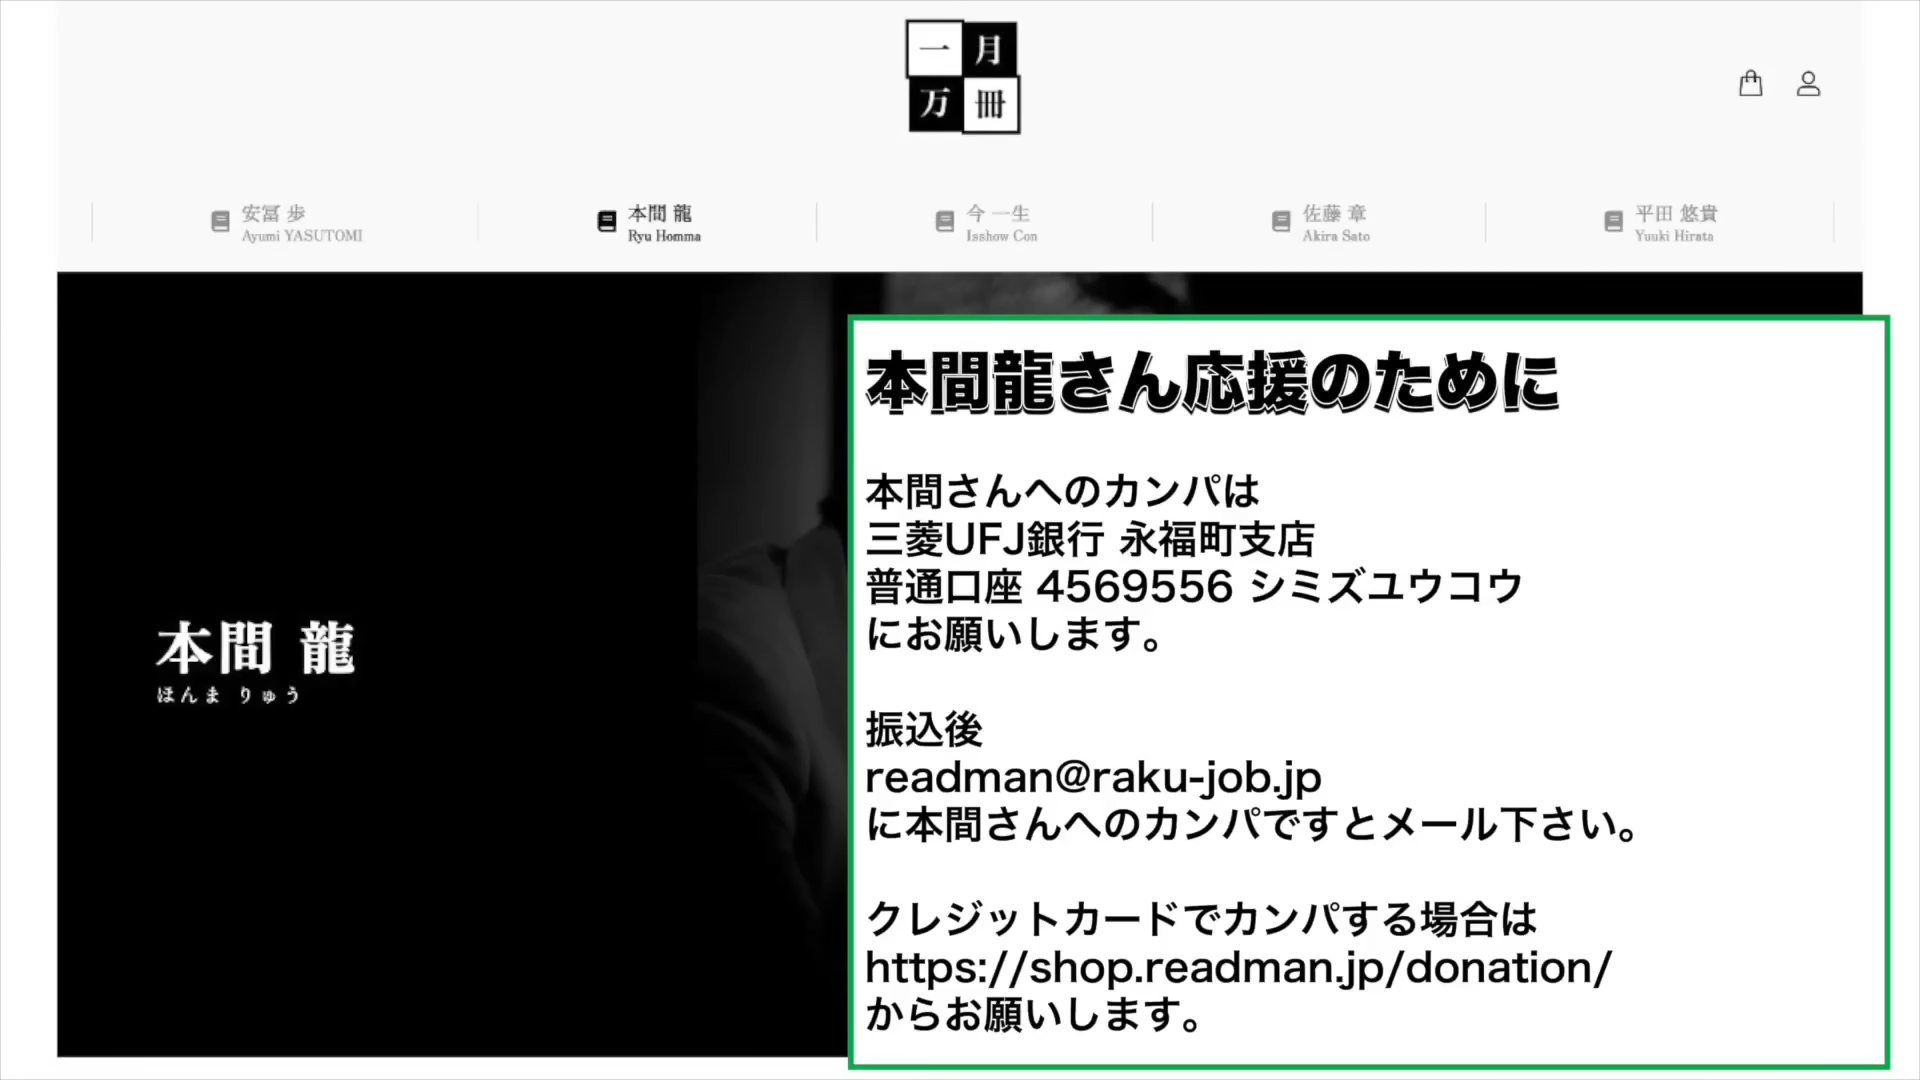 一月
万冊
安冨 歩
Ayumi YASUTOMI
本間 龍
Ryu Homma
今 一生
Isshow Con
佐藤 章
Akira Sato
平田 悠貴
Yuuki Hirata
本間 龍
ほんま りゅう
本間龍さん応援のために
本間さんへのカンパは
三菱UFJ銀行 永福町支店
普通口座 4569556 シミズユウコウ
にお願いします。
振込後
readman@raku-job.jp
に本間さんへのカンパですとメール下さい。
クレジットカードでカンパする場合は
https://shop.readman.jp/donation/
からお願いします。